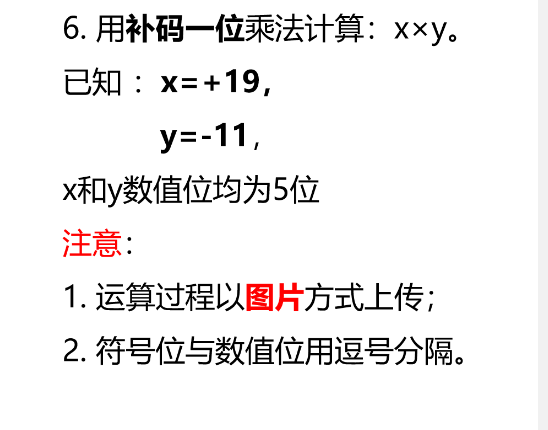 6. 用补码一位乘法计算：x×y。
已知 ：x=+19，
y=-11，
x和y数值位均为5位
注意：
1. 运算过程以图片方式上传；
2. 符号位与数值位用逗号分隔。